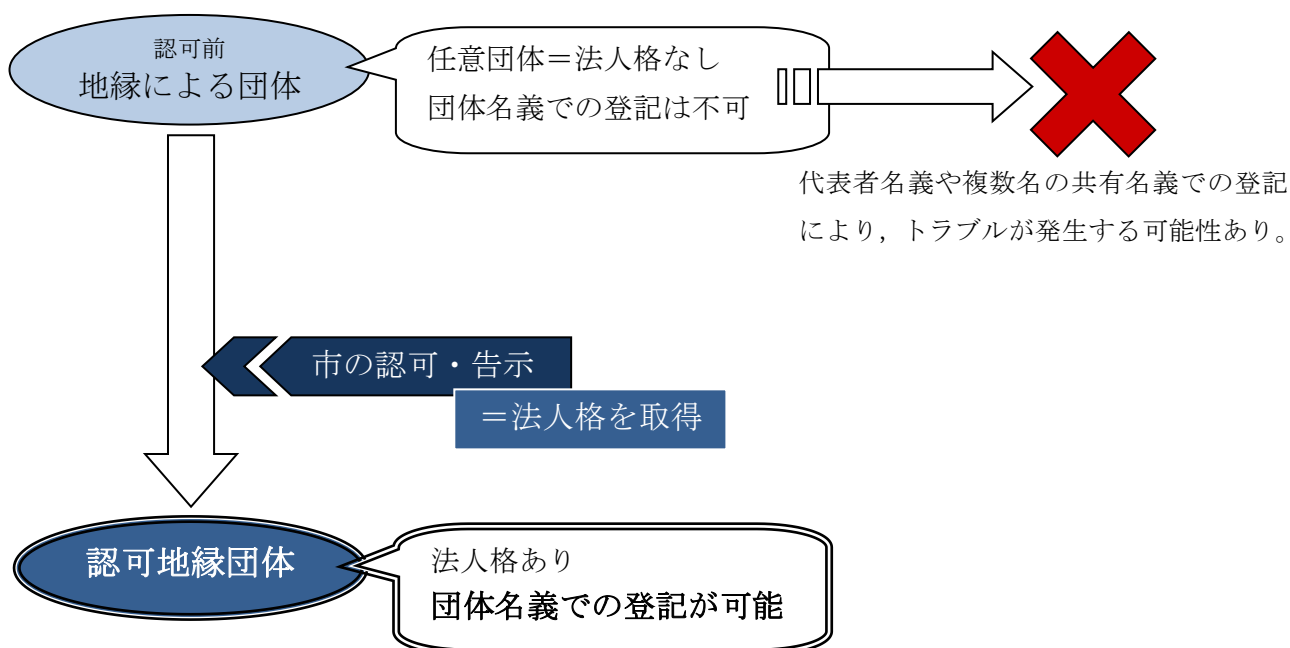 認可前
地縁による団体
任意団体＝法人格なし
団体名義での登記は不可
代表者名義や複数名の共有名義での登記
により，トラブルが発生する可能性あり。
市の認可・告示
＝法人格を取得
認可地縁団体
法人格あり
団体名義での登記が可能